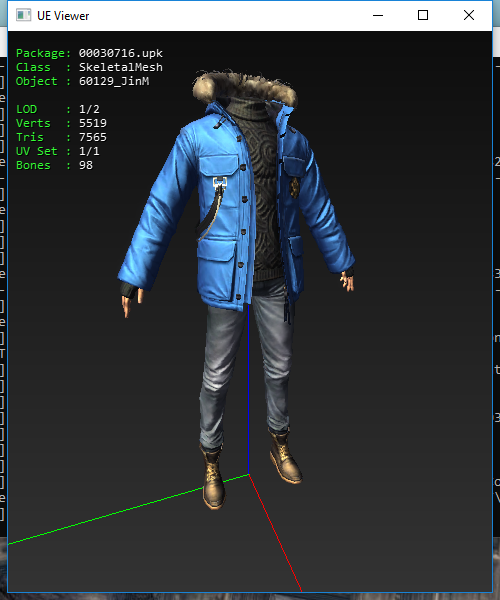 UE Viewer
Package: 00030716.upk
Class : SkeletalMesh
Object : 60129_JinM
LOD : 1/2
Verts : 5519
Tris : 7565
UV Set : 1/1
Bones : 98